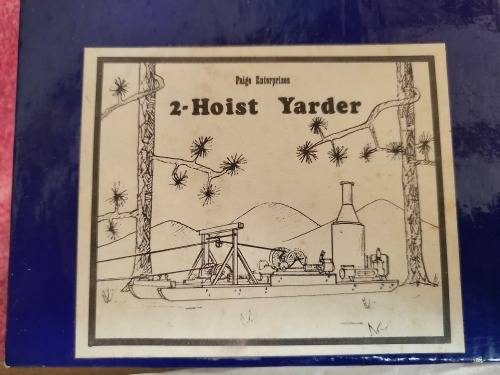 Paige Enterprises
2-Hoist Yarder